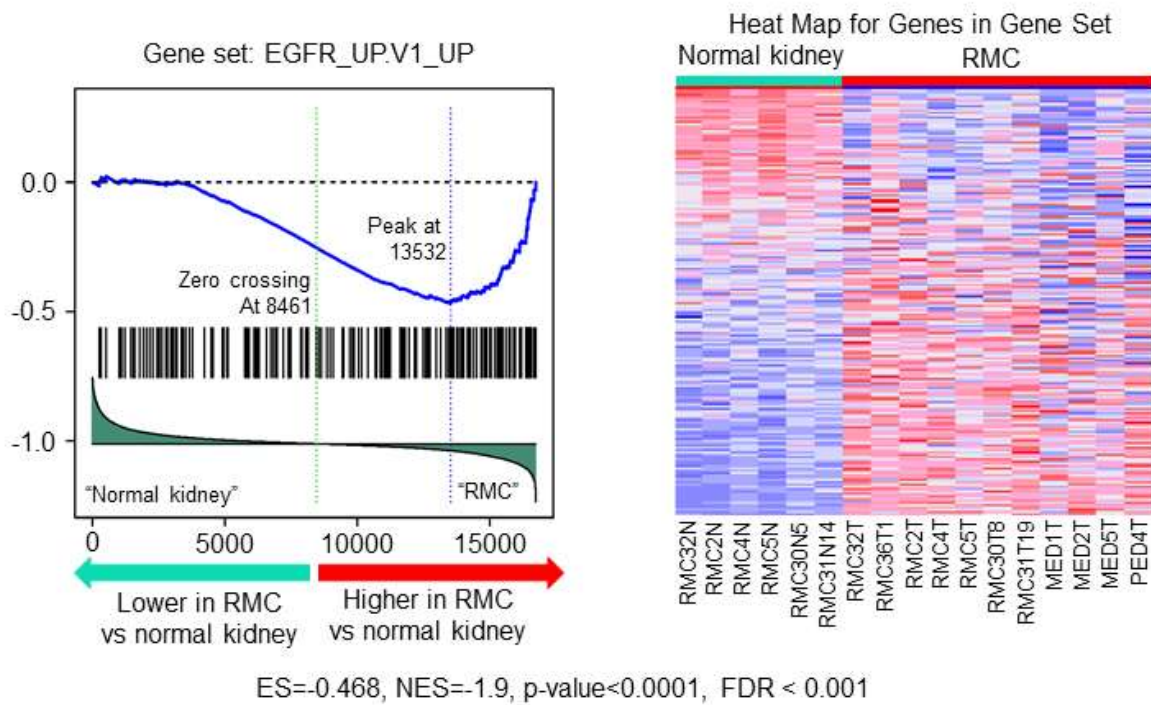 Gene set: EGFR_UP.V1_UP
0.0
-0.5
-1.0
Peak at
13532
Zero crossing
At 8461
“Normal kidney”
“RMC”
0
5000
10000
15000
Lower in RMC
vs normal kidney
Higher in RMC
vs normal kidney
Heat Map for Genes in Gene Set
Normal kidney
RMC
RMC32N
RMC2N
RMC4N
RMC5N
RMC30N5
RMC31N14
RMC32T
RMC36T1
RMC2T
RMC4T
RMC5T
RMC30T8
RMC31T19
MED1T
MED2T
MED5T
PED4T
ES=-0.468, NES=-1.9, p-value<0.0001, FDR < 0.001